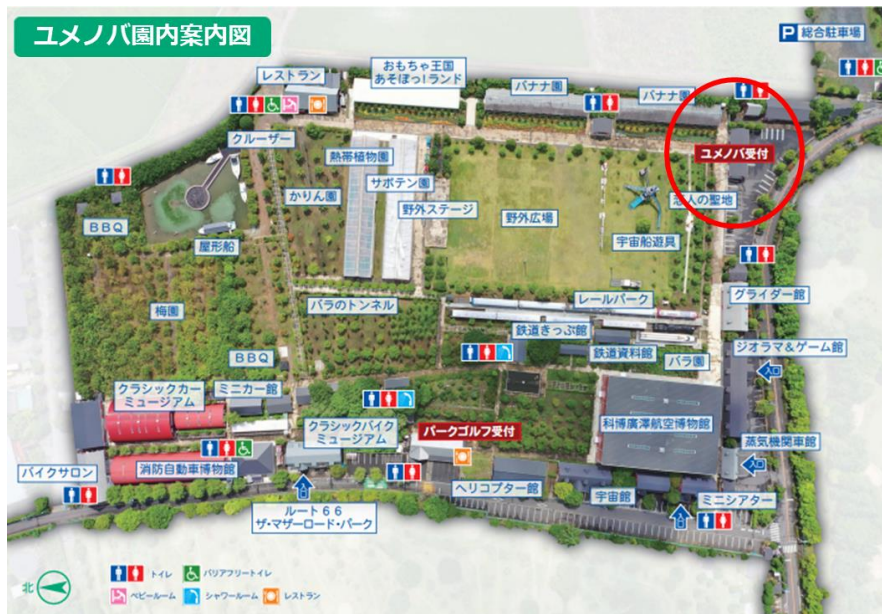 ユメノバ園内案内図
P 総合駐車場
レストラン
おもちゃ王国
あそぼっ!ランド
バナナ園
バナナ園
ユメノバ受付
クルーザー
熱帯植物園
サボテン園
かりん園
野外ステージ
野外広場
恋人の聖地
宇宙船遊具
BBQ
屋形船
梅園
バラのトンネル
レールパーク
グライダー館
鉄道きっぷ館
鉄道資料館
バラ園
ジオラマ&ゲーム館
入口
BBQ
クラシックカー
ミュージアム
ミニカー館
クラシックバイク
ミュージアム
パークゴルフ受付
科博廣澤航空博物館
蒸気機関車館
入口
バイクサロン
消防自動車博物館
ヘリコプター館
宇宙館
ミニシアター
入口
入口
ルート66
ザ・マザーロード・パーク
北
トイレ
バリアフリートイレ
ベビールーム
シャワールーム
レストラン